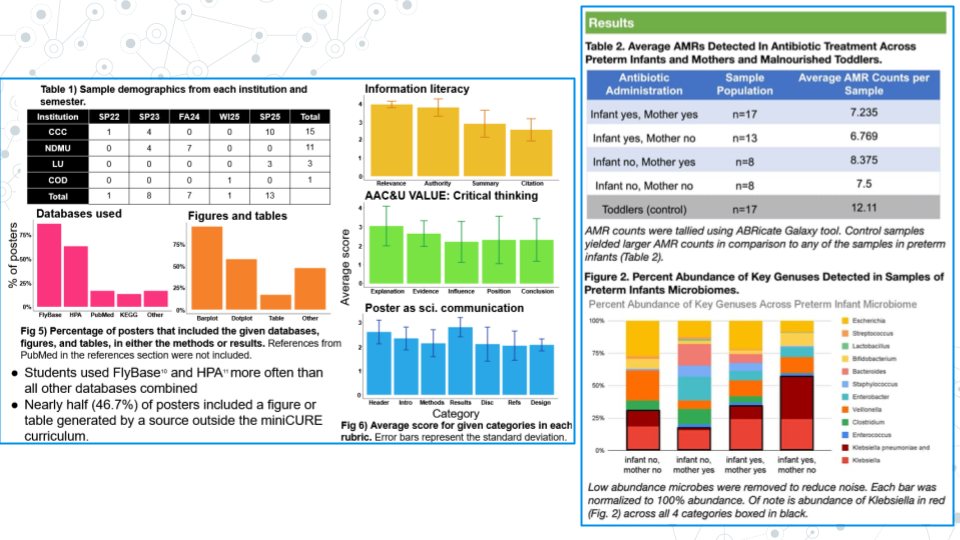 Table 1) Sample demographics from each institution and
semester.
Institution SP22 SP23 FA24 WI25 SP25 Total
CCC 1 4 0 0 10 15
NDMU 0 4 7 0 0 11
LU 0 0 0 0 3 3
COD 0 0 0 1 0 1
Total 1 8 7 1 13
Databases used
% of posters
75%
50%
25%
0%
FlyBase HPA PubMed KEGG Other
Figures and tables
75%
50%
25%
0%
Barplot Dotplot Table Other
Fig 5) Percentage of posters that included the given databases,
figures, and tables, in either the methods or results. References from
PubMed in the references section were not included.
● Students used FlyBase¹⁰ and HPA¹¹ more often than
all other databases combined
● Nearly half (46.7%) of posters included a figure or
table generated by a source outside the miniCURE
curriculum.
Information literacy
4
3
2
1
0
Relevance Authority Summary Citation
AAC&U VALUE: Critical thinking
Average score
4
3
2
1
0
Explanation Evidence Influence Position Conclusion
Poster as sci. communication
3
2
1
0
Header Intro Methods Results Disc Refs Design
Category
Fig 6) Average score for given categories in each
rubric. Error bars represent the standard deviation.
Results
Table 2. Average AMRs Detected In Antibiotic Treatment Across
Preterm Infants and Mothers and Malnourished Toddlers.
Antibiotic Administration Sample Population Average AMR Counts per Sample
Infant yes, Mother yes n=17 7.235
Infant yes, Mother no n=13 6.769
Infant no, Mother yes n=8 8.375
Infant no, Mother no n=8 7.5
Toddlers (control) n=17 12.11
AMR counts were tallied using ABRicate Galaxy tool. Control samples
yielded larger AMR counts in comparison to any of the samples in preterm
infants (Table 2).
Figure 2. Percent Abundance of Key Genuses Detected in Samples of
Preterm Infants Microbiomes.
Percent Abundance of Key Genuses Across Preterm Infant Microbiome
100%
75%
50%
25%
0%
infant no, mother no
infant no, mother yes
infant yes, mother yes
infant yes, mother no
Escherichia
Streptococcus
Lactobacillus
Bifidobacterium
Bacteroides
Staphylococcus
Enterobacter
Veillonella
Clostridium
Enterococcus
Klebsiella pneumoniae and
Klebsiella
Low abundance microbes were removed to reduce noise. Each bar was
normalized to 100% abundance. Of note is abundance of Klebsiella in red
(Fig. 2) across all 4 categories boxed in black.